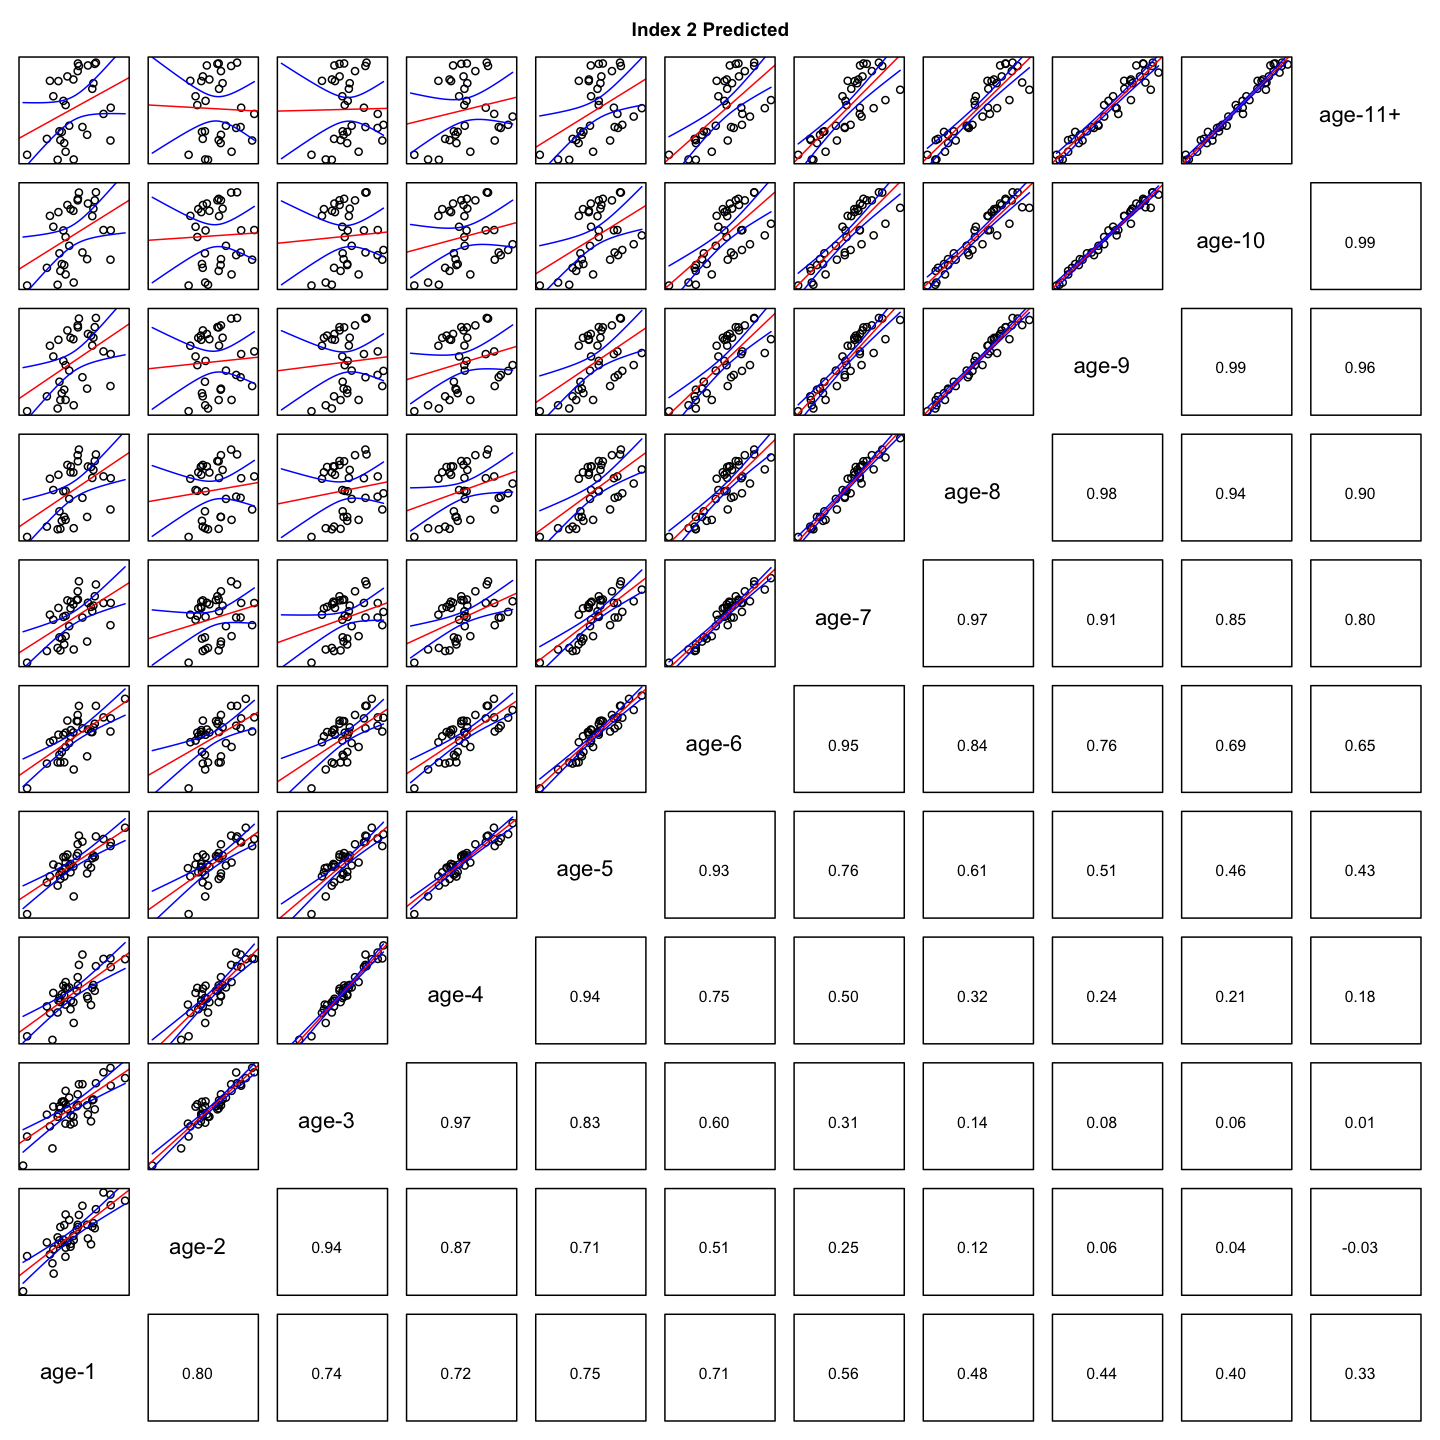 Index 2 Predicted
age-11+
age-10 0.99
age-9 0.99 0.96
age-8 0.98 0.94 0.90
age-7 0.97 0.91 0.85 0.80
age-6 0.95 0.84 0.76 0.69 0.65
age-5 0.93 0.76 0.61 0.51 0.46 0.43
age-4 0.94 0.75 0.50 0.32 0.24 0.21 0.18
age-3 0.97 0.83 0.60 0.31 0.14 0.08 0.06 0.01
age-2 0.94 0.87 0.71 0.51 0.25 0.12 0.06 0.04 -0.03
age-1 0.80 0.74 0.72 0.75 0.71 0.56 0.48 0.44 0.40 0.33